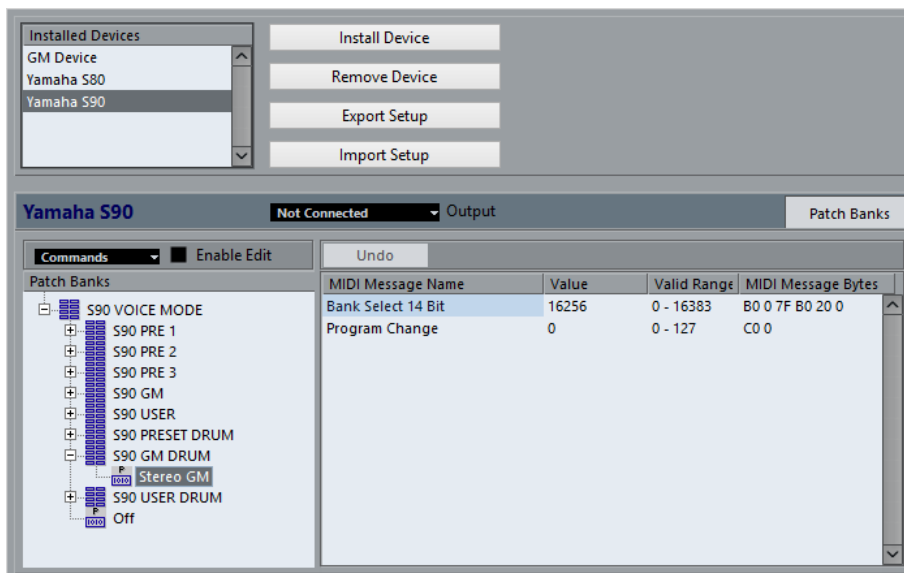 Installed Devices
GM Device
Yamaha S80
Yamaha S90
Install Device
Remove Device
Export Setup
Import Setup
Yamaha S90
Not Connected
Output
Patch Banks
Commands
Enable Edit
Undo
Patch Banks
S90 VOICE MODE
S90 PRE 1
S90 PRE 2
S90 PRE 3
S90 GM
S90 USER
S90 PRESET DRUM
S90 GM DRUM
P
1010
Stereo GM
S90 USER DRUM
P
1010
Off
MIDI Message Name Value Valid Range MIDI Message Bytes
Bank Select 14 Bit 16256 0 - 16383 B0 0 7F B0 20 0
Program Change 0 0 - 127 C0 0